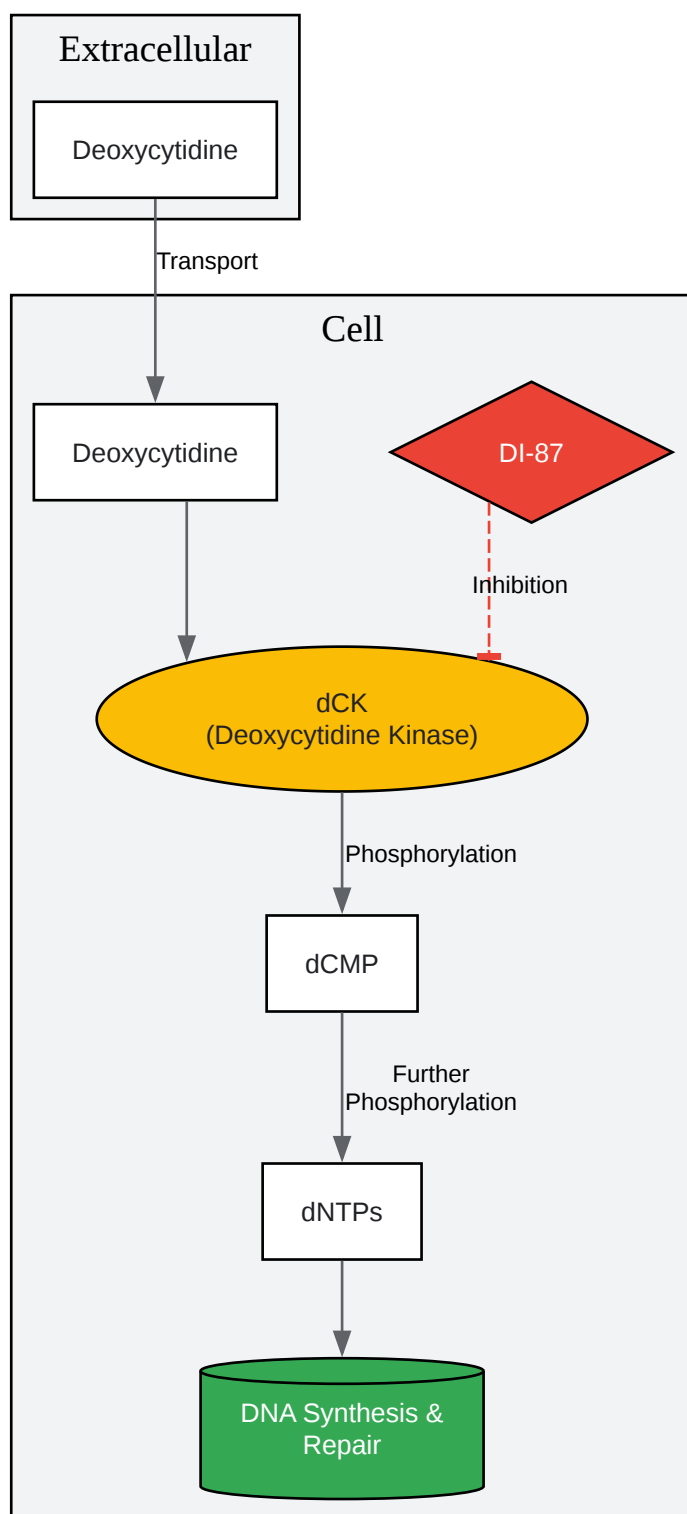 Extracellular
Deoxycytidine
Transport
Cell
Deoxycytidine
DI-87
Inhibition
dCK
(Deoxycytidine Kinase)
Phosphorylation
dCMP
Further
Phosphorylation
dNTPs
DNA Synthesis &
Repair